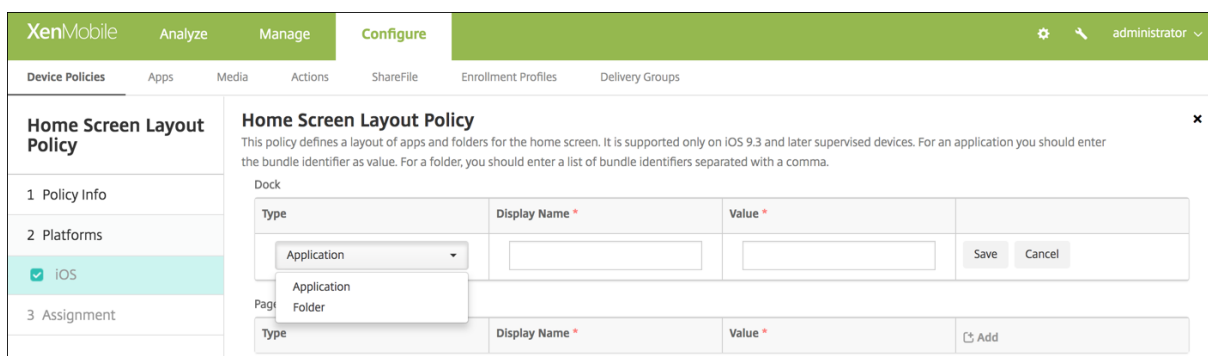 XenMobile Analyze Manage Configure administrator
Device Policies Apps Media Actions ShareFile Enrollment Profiles Delivery Groups
Home Screen Layout Policy
1 Policy Info
2 Platforms
iOS
3 Assignment
Home Screen Layout Policy
This policy defines a layout of apps and folders for the home screen. It is supported only on iOS 9.3 and later supervised devices. For an application you should enter
the bundle identifier as value. For a folder, you should enter a list of bundle identifiers separated with a comma.
Dock
Type Display Name * Value *
Application Save Cancel
Application
Folder
Page
Type Display Name * Value * Add